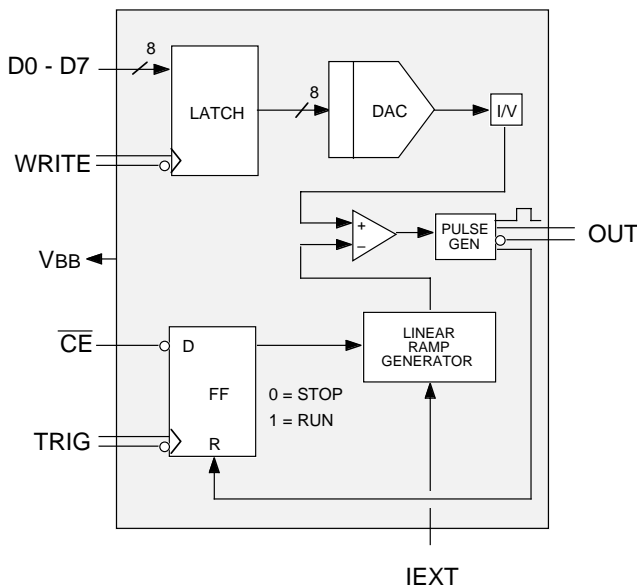 D0 - D7
8
LATCH
8
DAC
I/V
WRITE
+
–
PULSE
GEN
OUT
VBB
CE
D
FF
R
0 = STOP
1 = RUN
LINEAR
RAMP
GENERATOR
TRIG
IEXT